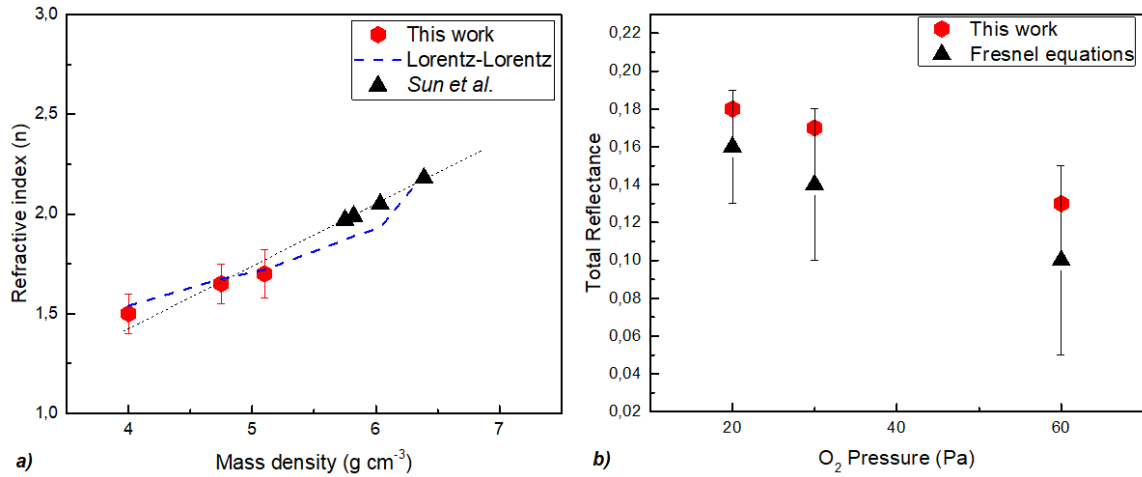 This work
Lorentz-Lorentz
Sun et al.
3,0
2,5
2,0
1,5
1,0
4
5
6
7
Refractive index (n)
Mass density (g cm⁻³)
a)
This work
Fresnel equations
0,22
0,20
0,18
0,16
0,14
0,12
0,10
0,08
0,06
0,04
0,02
20
40
60
Total Reflectance
O₂ Pressure (Pa)
b)